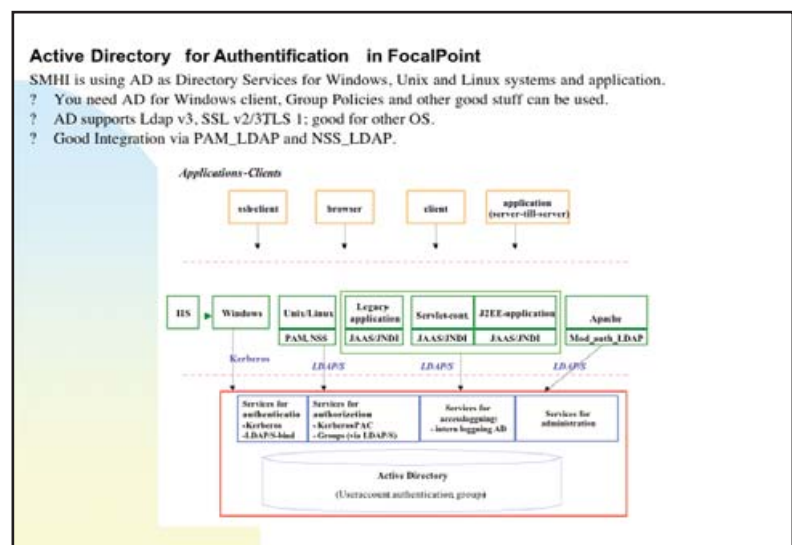 Active Directory for Authentification in FocalPoint
SMHI is using AD as Directory Services for Windows, Unix and Linux systems and application.
? You need AD for Windows client, Group Policies and other good stuff can be used.
? AD supports Ldap v3, SSL v2/3TLS 1; good for other OS.
? Good Integration via PAM_LDAP and NSS_LDAP.
Applications-Clients
ssh-client browser client application
(server-till-server)
IIS Windows Unix/Linux Legacy- Servlet-cont. J2EE-application Apache
application
PAM, NSS JAAS/JNDI JAAS/JNDI JAAS/JNDI Mod_auth_LDAP
Kerberos LDAP/S LDAP/S LDAP/S
Services for
authenticatio
-Kerberos
-LDAP/S-bind
Services for
authorization
-KerberosPAC
-Groups (via LDAP/S)
Services for
accesslogging:
- intern loggning AD
Services for
administration
Active Directory
(Useraccount authentication, groups)